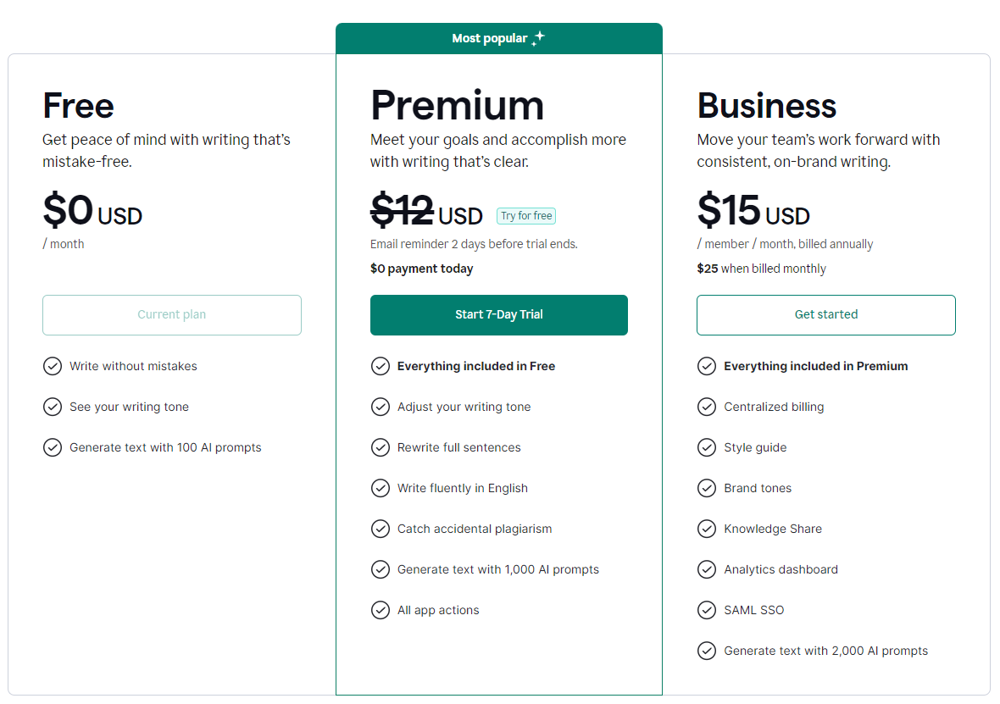 Most popular
Free
Get peace of mind with writing that's
mistake-free.
$0 USD
/ month
Current plan
Write without mistakes
See your writing tone
Generate text with 100 AI prompts
Premium
Meet your goals and accomplish more
with writing that's clear.
$12 USD Try for free
Email reminder 2 days before trial ends.
$0 payment today
Start 7-Day Trial
Everything included in Free
Adjust your writing tone
Rewrite full sentences
Write fluently in English
Catch accidental plagiarism
Generate text with 1,000 AI prompts
All app actions
Business
Move your team's work forward with
consistent, on-brand writing.
$15 USD
/ member / month, billed annually
$25 when billed monthly
Get started
Everything included in Premium
Centralized billing
Style guide
Brand tones
Knowledge Share
Analytics dashboard
SAML SSO
Generate text with 2,000 AI prompts